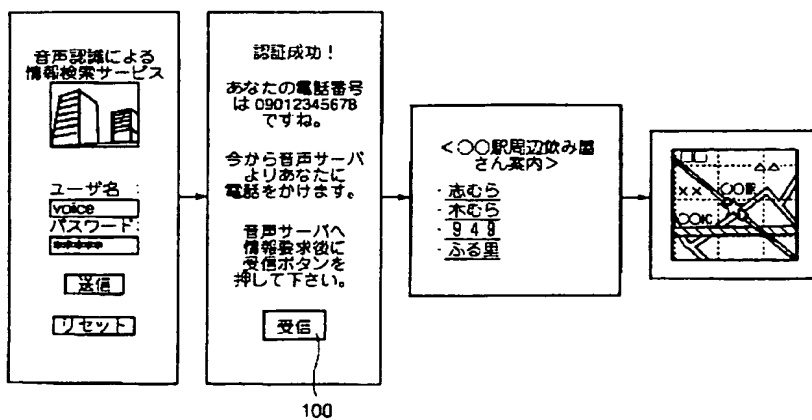 音声認識による
情報検索サービス
ユーザ名 :
voice
パスワード:
*****
送信
リセット
認証成功!
あなたの電話番号
は 09012345678
ですね。
今から音声サーバ
よりあなたに
電話をかけます。
音声サーバへ
情報要求後に
受信ボタンを
押して下さい。
受信
100
<○○駅周辺飲み屋
さん案内>
・志むら
・木むら
・949
・ふる里
□□
△△
××
○○駅
○○IC